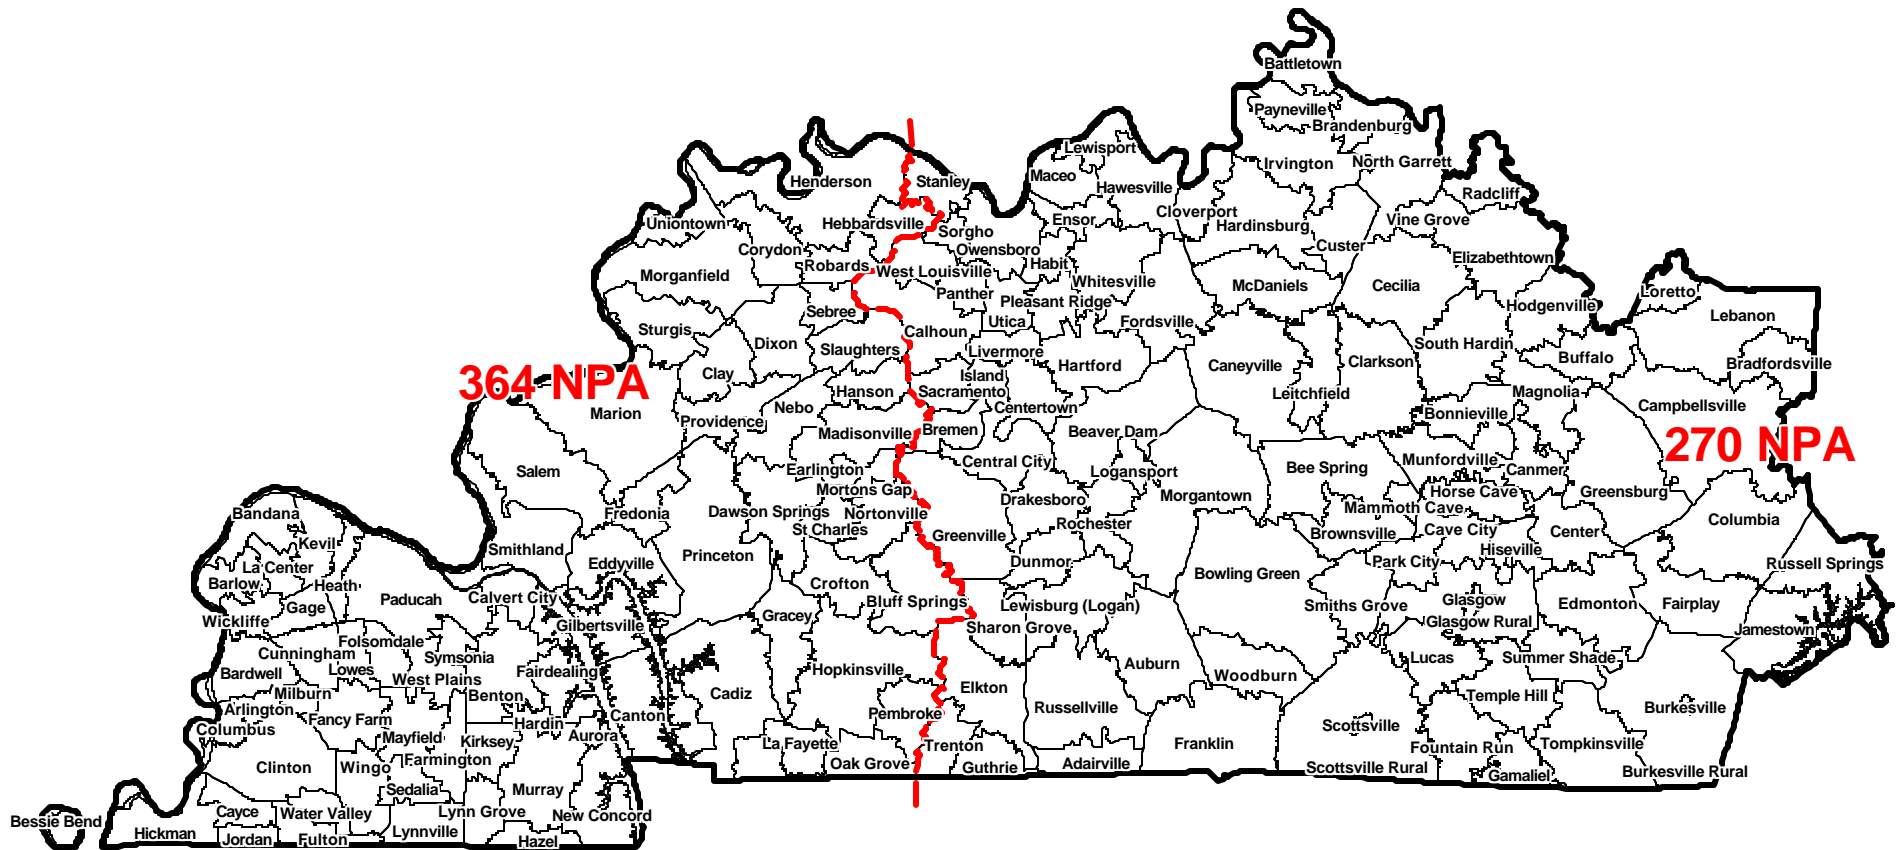 Battletown
Payneville
Brandenburg
Lewisport
Irvington
North Garrett
Maceo
Henderson
Stanley
Hawesville
Radcliff
Cloverport
Uniontown
Hebbardsville
Ensor
Hardinsburg
Vine Grove
Sorgho
Corydon
Owensboro
Custer
Robards
West Louisville
Habit
Elizabethtown
Morganfield
Whitesville
McDaniels
Cecilia
Panther
Pleasant Ridge
Loretto
Sebree
Hodgenville
Lebanon
Sturgis
Calhoun
Utica
Fordsville
Dixon
Slaughters
Livermore
South Hardin
Buffalo
Clay
Hartford
Caneyville
Clarkson
Bradfordsville
364 NPA
Island
Hanson
Sacramento
Leitchfield
Magnolia
Marion
Nebo
Centertown
Bonnieville
Campbellsville
Providence
Madisonville
Bremen
Beaver Dam
270 NPA
Salem
Earlington
Central City
Logansport
Bee Spring
Munfordville
Canmer
Mortons Gap
Drakesboro
Morgantown
Horse Cave
Greensburg
Bandana
Fredonia
Dawson Springs
Nortonville
Mammoth Cave
Columbia
St Charles
Rochester
Kevil
Smithland
Princeton
Greenville
Brownsville
Cave City
Center
Hiseville
La Center
Eddyville
Dunmor
Park City
Russell Springs
Barlow
Heath
Crofton
Bowling Green
Gage
Paducah
Calvert City
Gracey
Bluff Springs
Lewisburg (Logan)
Smiths Grove
Glasgow
Edmonton
Fairplay
Wickliffe
Gilbertsville
Sharon Grove
Glasgow Rural
Jamestown
Folsomdale
Cunningham
Symsonia
Lucas
Summer Shade
Bardwell
Lowes
West Plains
Fairdealing
Hopkinsville
Auburn
Woodburn
Milburn
Benton
Cadiz
Elkton
Temple Hill
Arlington
Fancy Farm
Canton
Pembroke
Russellville
Burkesville
Columbus
Hardin
Scottsville
Mayfield
Kirksey
Aurora
La Fayette
Trenton
Franklin
Fountain Run
Tompkinsville
Clinton
Wingo
Farmington
Oak Grove
Guthrie
Adairville
Scottsville Rural
Gamaliel
Burkesville Rural
Sedalia
Murray
Bessie Bend
Cayce
Water Valley
Lynn Grove
New Concord
Hickman
Jordan
Fulton
Lynnville
Hazel